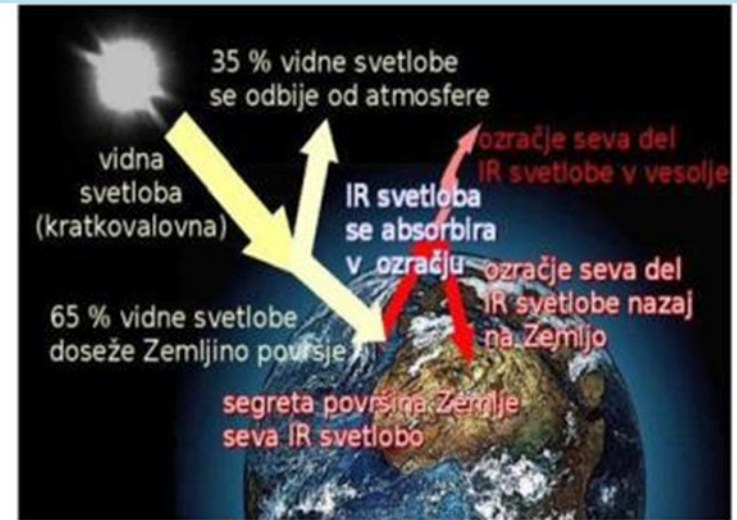 35 % vidne svetlobe
se odbije od atmosfere
vidna
svetloba
(kratkovalovna)
ozračje seva del
IR svetlobe v vesolje
IR svetloba
se absorbira
v ozračju
ozračje seva del
IR svetlobe nazaj
na Zemljo
65 % vidne svetlobe
doseže Zemljino površje
segreta površina Zemlje
seva IR svetlobo